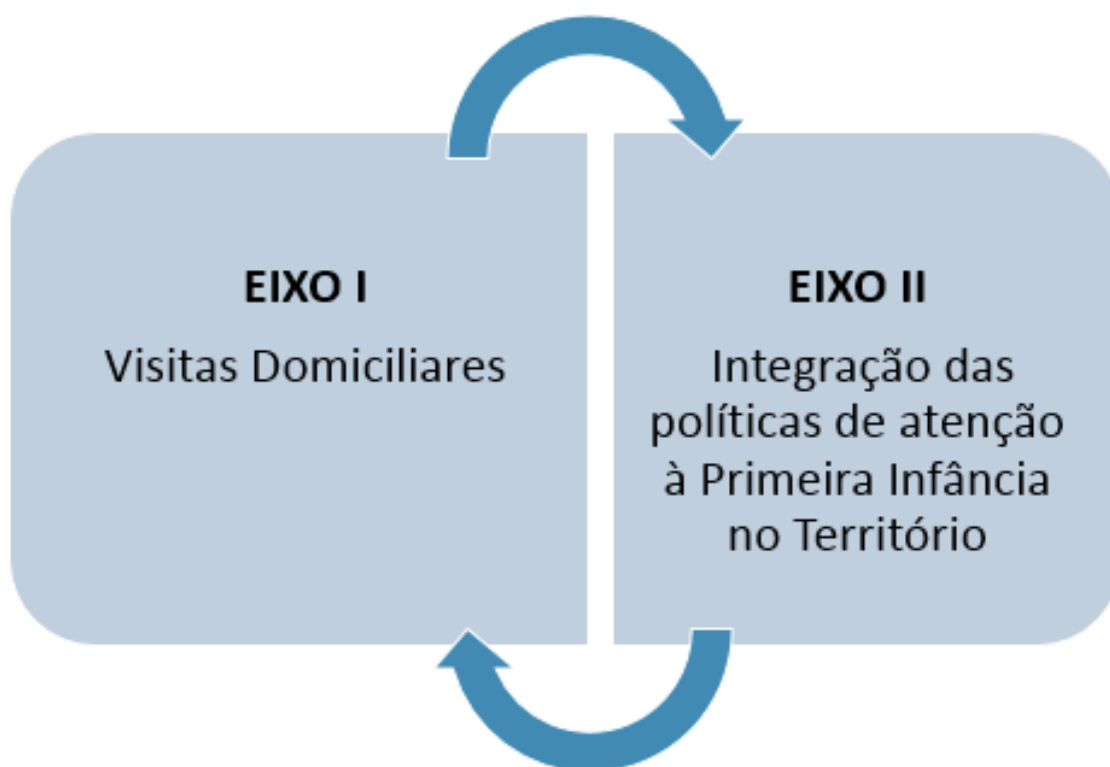 EIXO I
Visitas Domiciliares
EIXO II
Integração das
políticas de atenção
à Primeira Infância
no Território